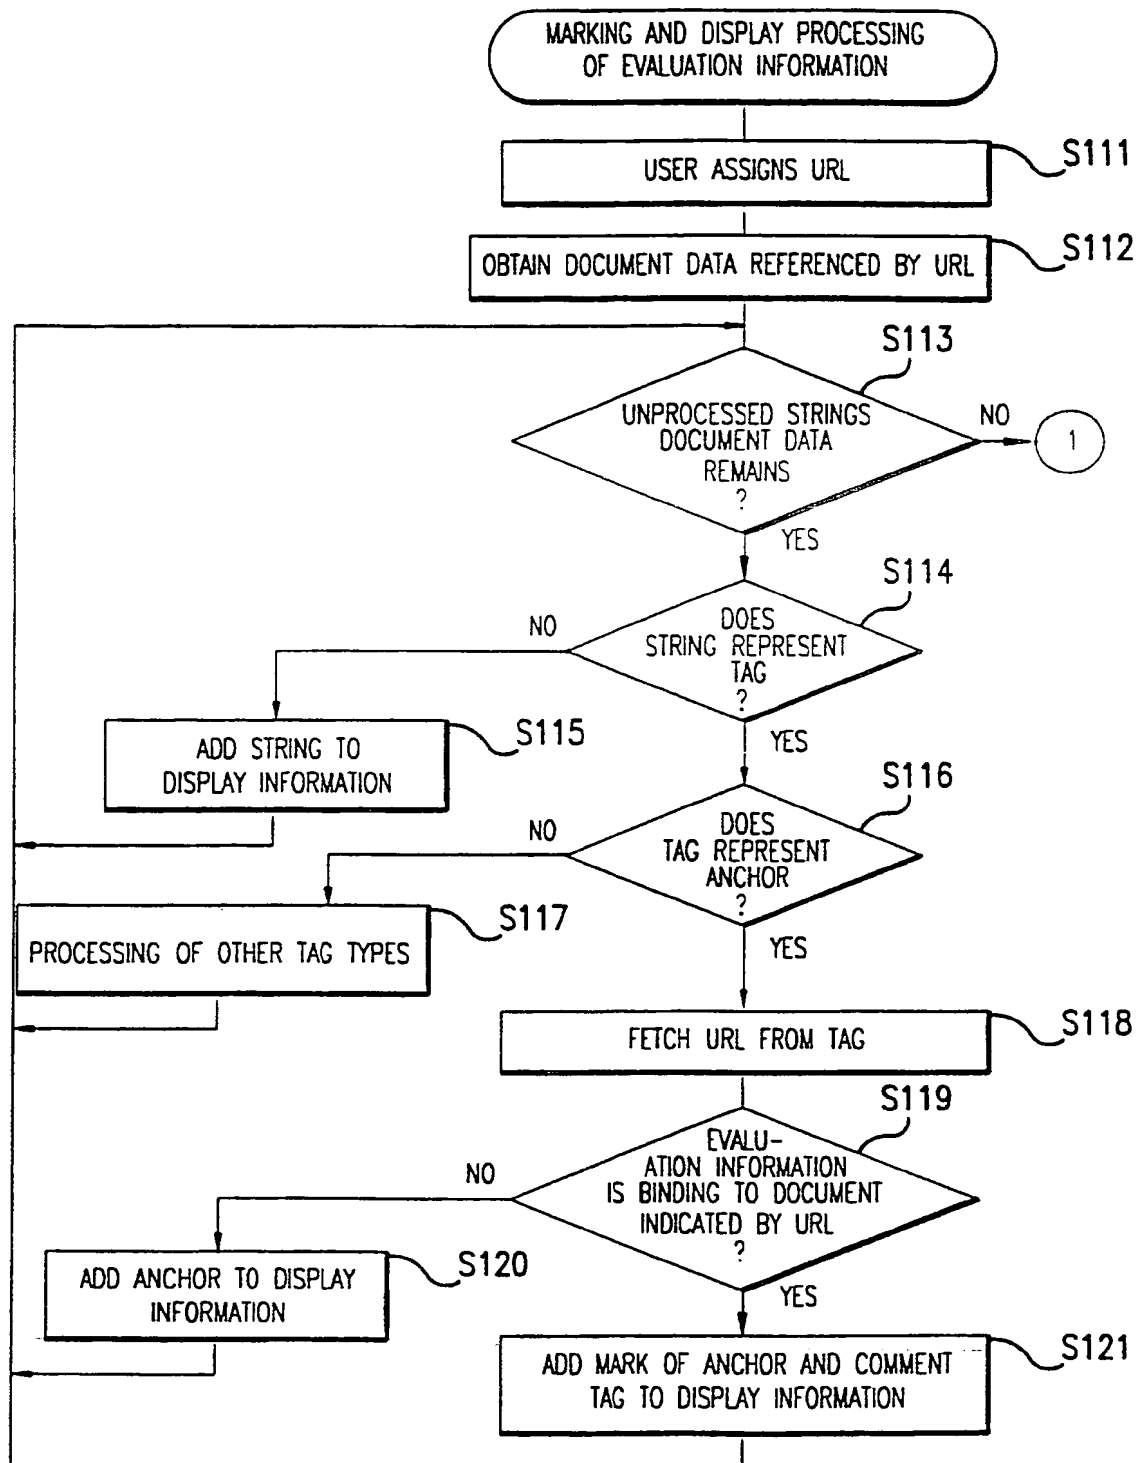 MARKING AND DISPLAY PROCESSING
OF EVALUATION INFORMATION
USER ASSIGNS URL
S111
OBTAIN DOCUMENT DATA REFERENCED BY URL
S112
S113
UNPROCESSED STRINGS
DOCUMENT DATA
REMAINS
?
NO
1
YES
S114
DOES
STRING REPRESENT
TAG
?
NO
YES
ADD STRING TO
DISPLAY INFORMATION
S115
S116
DOES
TAG REPRESENT
ANCHOR
?
NO
YES
PROCESSING OF OTHER TAG TYPES
S117
FETCH URL FROM TAG
S118
S119
EVALU-
ATION INFORMATION
IS BINDING TO DOCUMENT
INDICATED BY URL
?
NO
YES
ADD ANCHOR TO DISPLAY
INFORMATION
S120
ADD MARK OF ANCHOR AND COMMENT
TAG TO DISPLAY INFORMATION
S121